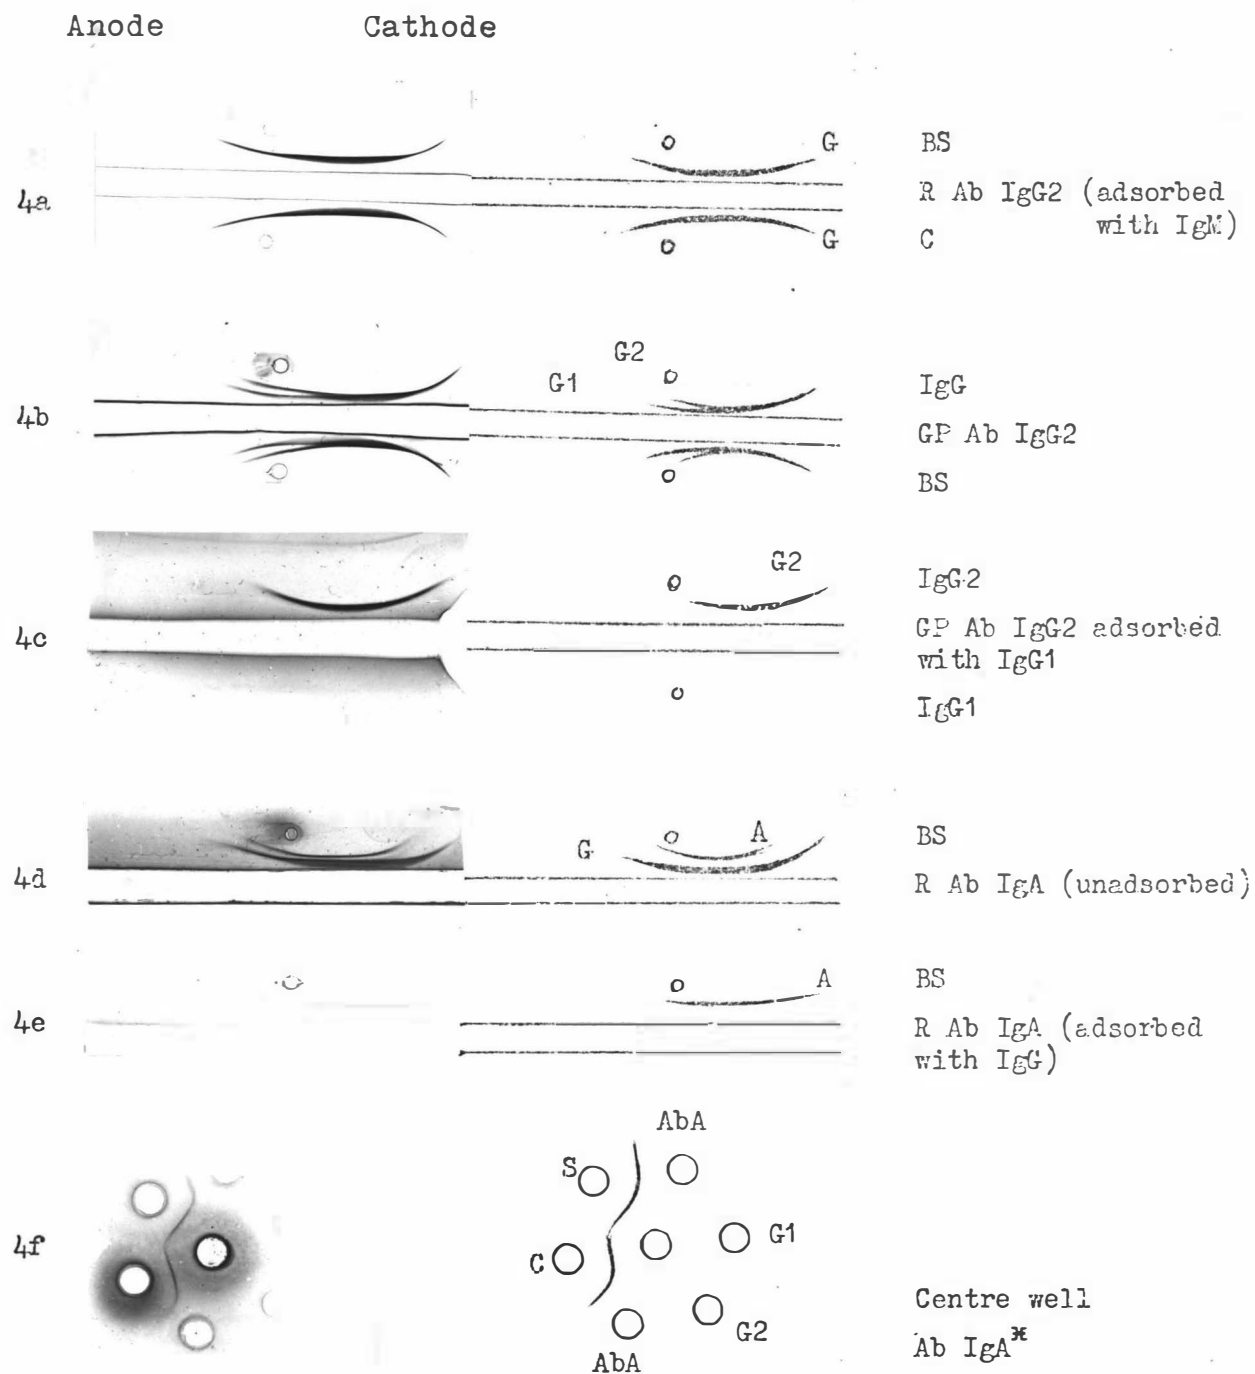 Anode Cathode
4a
G
G
BS
R Ab IgG2 (adsorbed
with IgM)
C
4b
G1
G2
IgG
GP Ab IgG2
BS
4c
G2
IgG2
GP Ab IgG2 adsorbed
with IgG1
IgG1
4d
G
A
BS
R Ab IgA (unadsorbed)
4e
A
BS
R Ab IgA (adsorbed
with IgG)
4f
AbA
S
G1
C
G2
AbA
Centre well
Ab IgA*